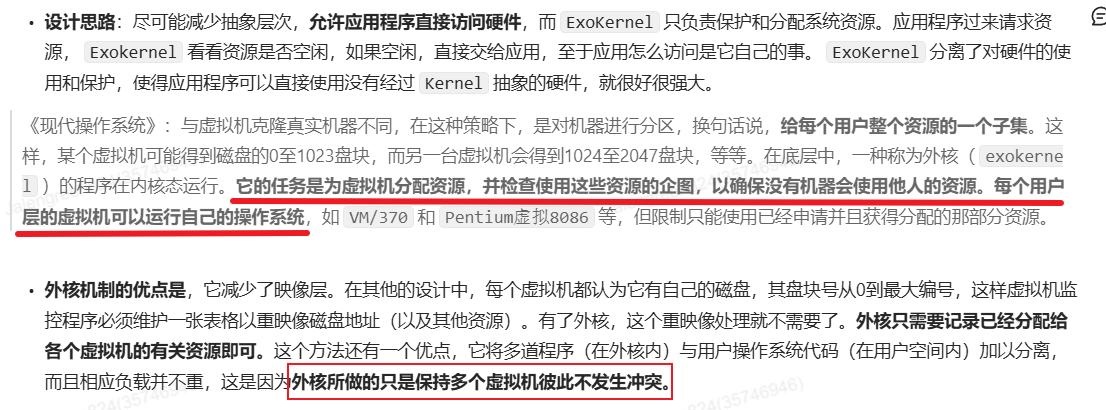 • 设计思路：尽可能减少抽象层次，允许应用程序直接访问硬件，而 ExoKernel 只负责保护和分配系统资源。应用程序过来请求资
源， Exokernel 看看资源是否空闲，如果空闲，直接交给应用，至于应用怎么访问是它自己的事。 ExoKernel 分离了对硬件的使
用和保护，使得应用程序可以直接使用没有经过 Kernel 抽象的硬件，就很好很强大。
《现代操作系统》：与虚拟机克隆真实机器不同，在这种策略下，是对机器进行分区，换句话说，给每个用户整个资源的一个子集。这
样，某个虚拟机可能得到磁盘的0至1023盘块，而另一台虚拟机会得到1024至2047盘块，等等。在底层中，一种称为外核（ exokerne
l ）的程序在内核态运行。它的任务是为虚拟机分配资源，并检查使用这些资源的企图，以确保没有机器会使用他人的资源。每个用户
层的虚拟机可以运行自己的操作系统，如 VM/370 和 Pentium虚拟8086 等，但限制只能使用已经申请并且获得分配的那部分资源。
• 外核机制的优点是，它减少了映像层。在其他的设计中，每个虚拟机都认为它有自己的磁盘，其盘块号从0到最大编号，这样虚拟机监
控程序必须维护一张表格以重映像磁盘地址（以及其他资源）。有了外核，这个重映像处理就不需要了。外核只需要记录已经分配给
各个虚拟机的有关资源即可。这个方法还有一个优点，它将多道程序（在外核内）与用户操作系统代码（在用户空间内）加以分离，
而且相应负载并不重，这是因为外核所做的只是保持多个虚拟机彼此不发生冲突。